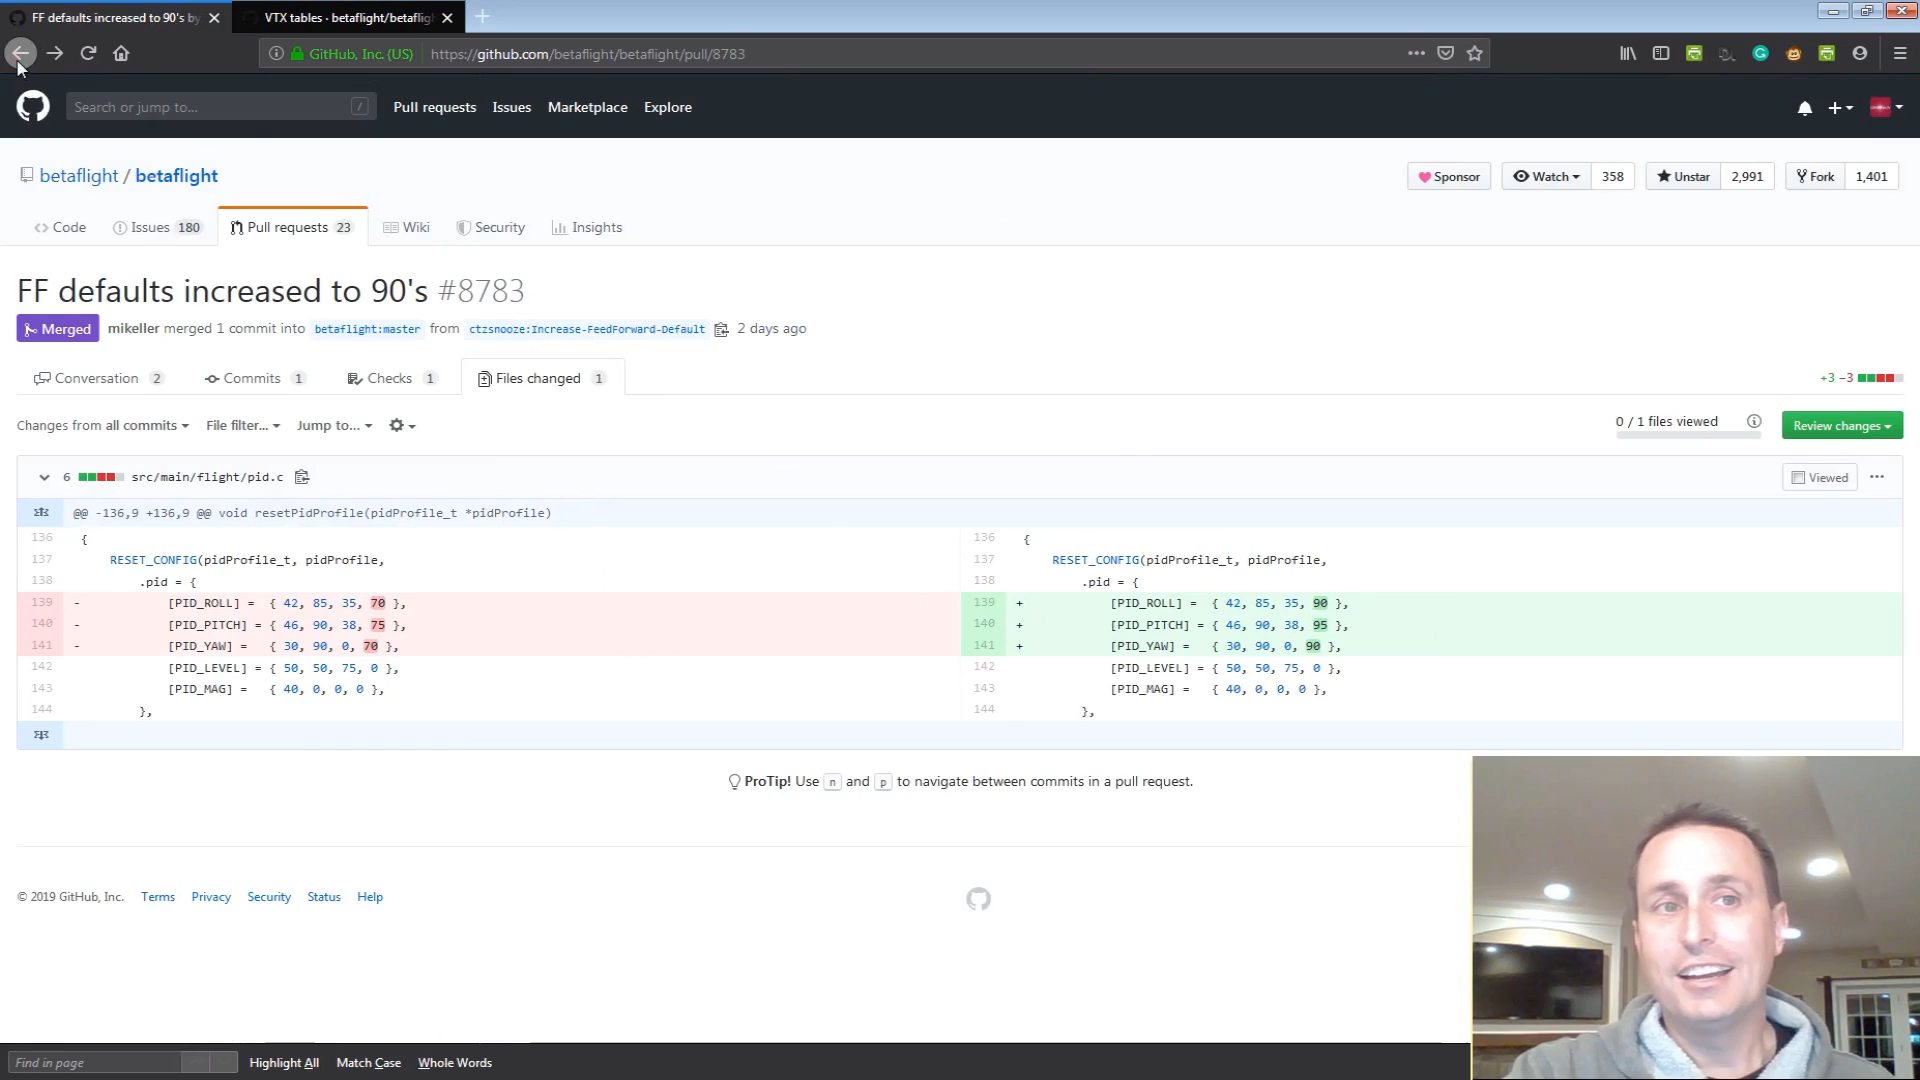 FF defaults increased to 90's by
VTX tables · betaflight/betaflig
GitHub, Inc. (US)
https://github.com/betaflight/betaflight/pull/8783
Search or jump to...
/
Pull requests
Issues
Marketplace
Explore
betaflight / betaflight
Sponsor
Watch
358
Unstar
2,991
Fork
1,401
Code
Issues 180
Pull requests 23
Wiki
Security
Insights
FF defaults increased to 90's #8783
Merged
mikeller merged 1 commit into betaflight:master from ctzsnooze:Increase-FeedForward-Default 2 days ago
Conversation 2
Commits 1
Checks 1
Files changed 1
+3 −3
Changes from all commits
File filter...
Jump to...
0 / 1 files viewed
Review changes
6 src/main/flight/pid.c
Viewed
@@ -136,9 +136,9 @@ void resetPidProfile(pidProfile_t *pidProfile)
136 {
137 RESET_CONFIG(pidProfile_t, pidProfile,
138 .pid = {
139 - [PID_ROLL] = { 42, 85, 35, 70 },
140 - [PID_PITCH] = { 46, 90, 38, 75 },
141 - [PID_YAW] = { 30, 90, 0, 70 },
142 [PID_LEVEL] = { 50, 50, 75, 0 },
143 [PID_MAG] = { 40, 0, 0, 0 },
144 },
136 {
137 RESET_CONFIG(pidProfile_t, pidProfile,
138 .pid = {
139 + [PID_ROLL] = { 42, 85, 35, 90 },
140 + [PID_PITCH] = { 46, 90, 38, 95 },
141 + [PID_YAW] = { 30, 90, 0, 90 },
142 [PID_LEVEL] = { 50, 50, 75, 0 },
143 [PID_MAG] = { 40, 0, 0, 0 },
144 },
ProTip! Use n and p to navigate between commits in a pull request.
© 2019 GitHub, Inc.
Terms
Privacy
Security
Status
Help
Find in page
Highlight All
Match Case
Whole Words